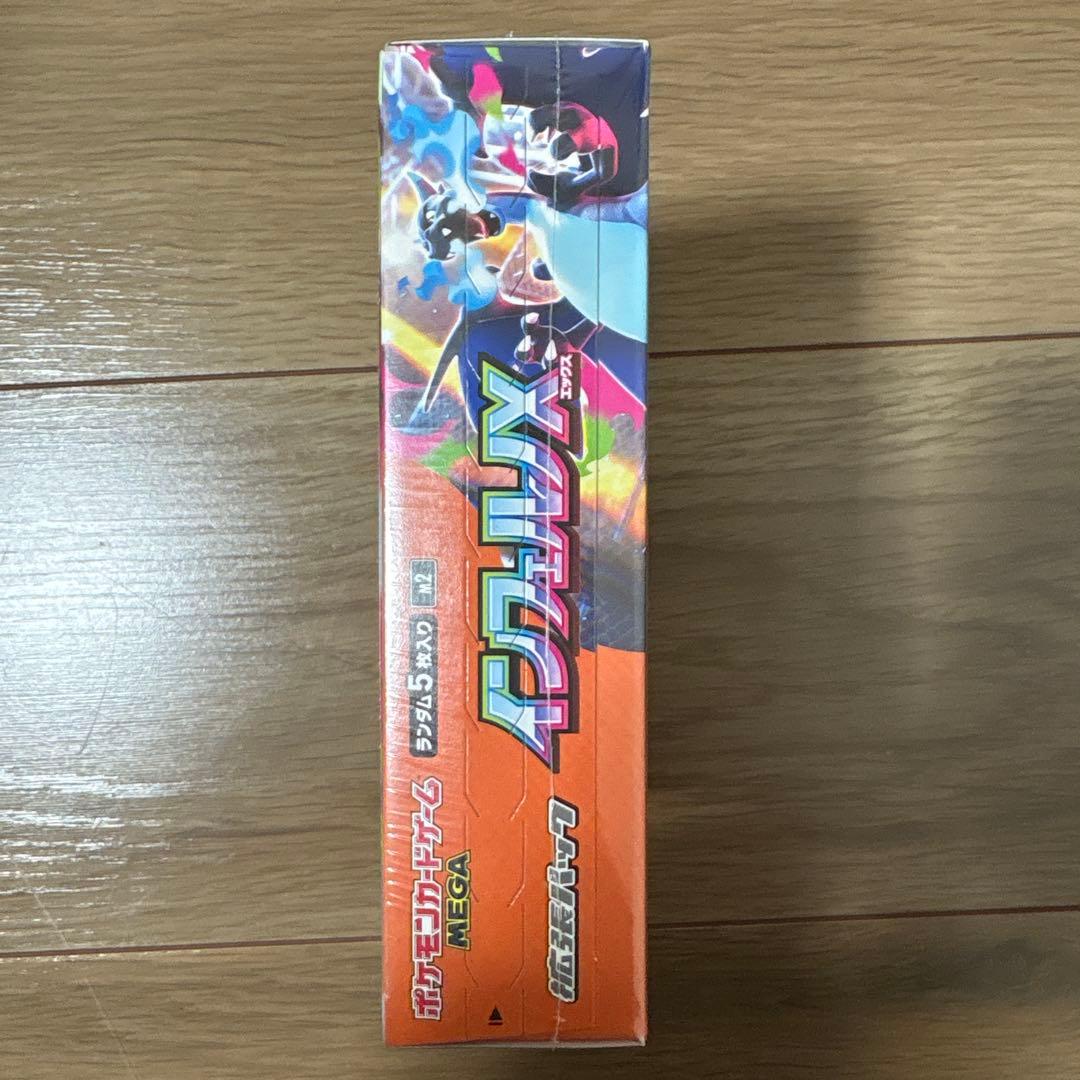 ポケモンカードゲーム
MEGA
ランダム5枚入り
M2
拡張パック
インフェルノX
エックス